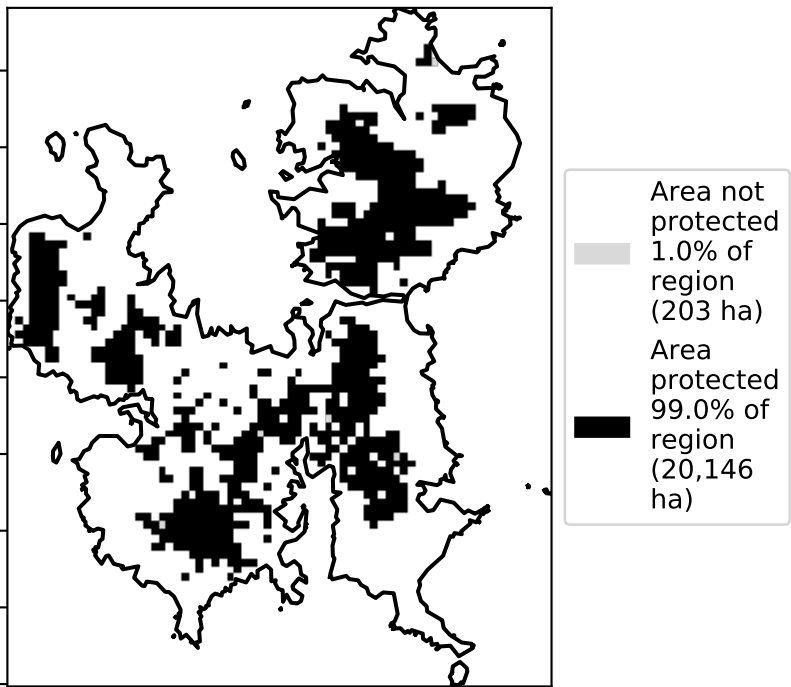 Area not
protected
1.0% of
region
(203 ha)
Area
protected
99.0% of
region
(20,146
ha)